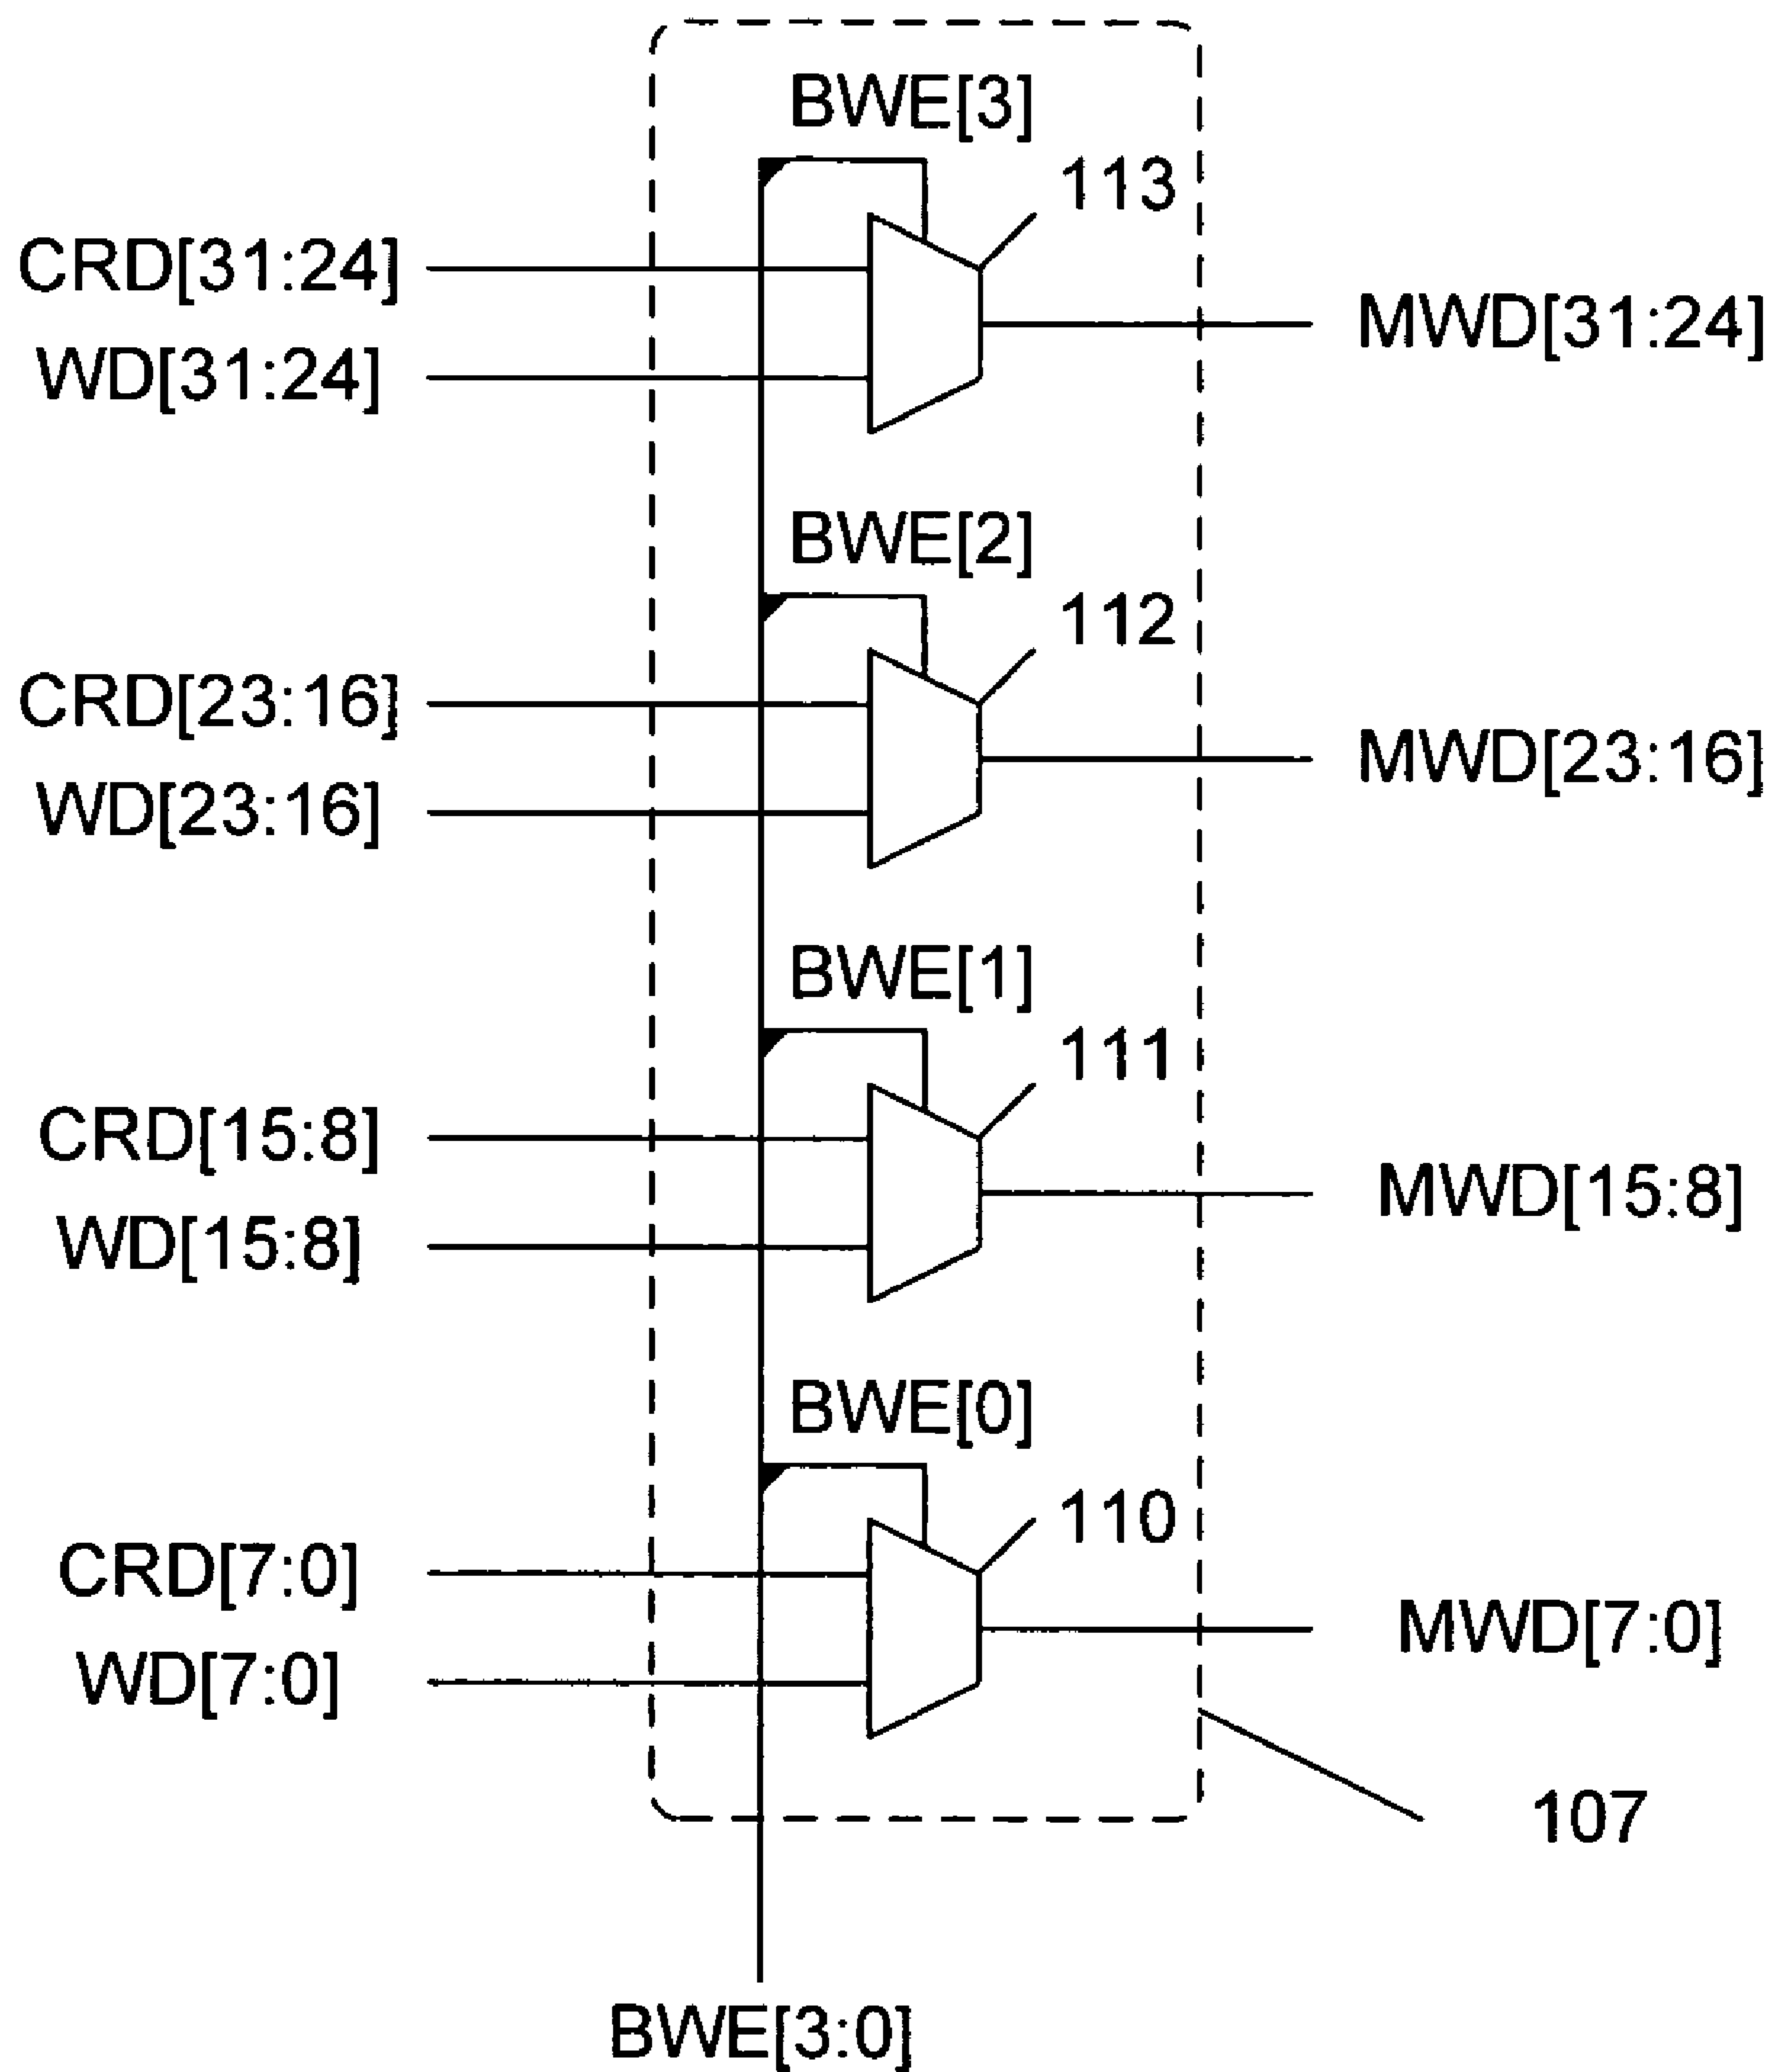 BWE[3]
113
CRD[31:24]
MWD[31:24]
WD[31:24]
BWE[2]
112
CRD[23:16]
MWD[23:16]
WD[23:16]
BWE[1]
111
CRD[15:8]
MWD[15:8]
WD[15:8]
BWE[0]
110
CRD[7:0]
MWD[7:0]
WD[7:0]
107
BWE[3:0]